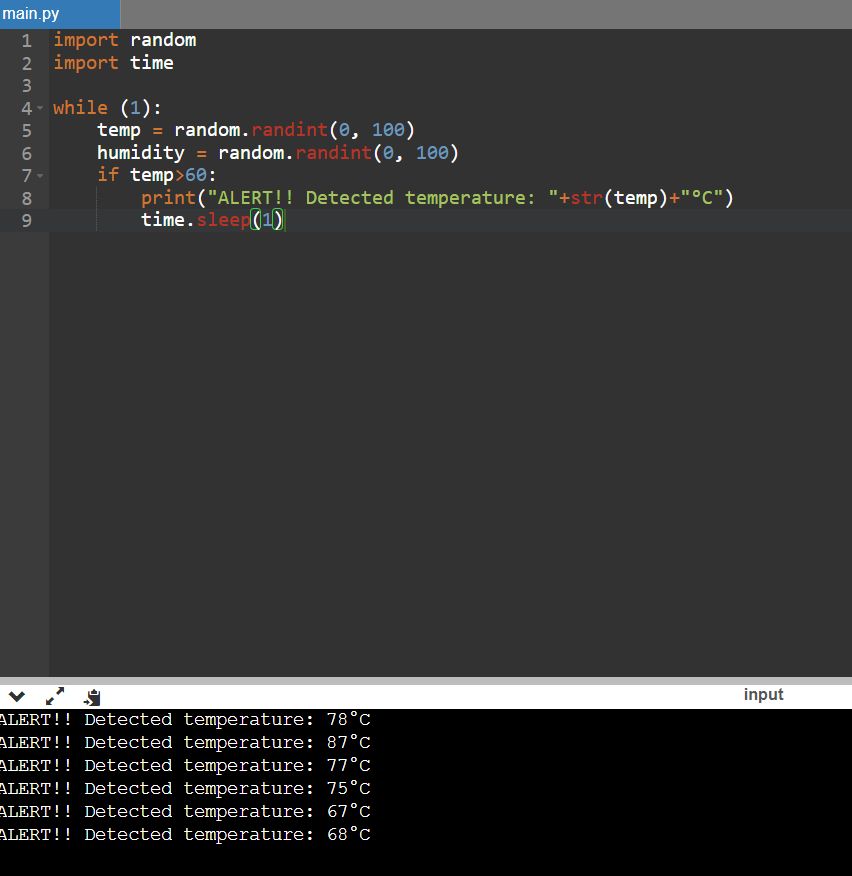 main.py
1 import random
2 import time
3
4 while (1):
5     temp = random.randint(0, 100)
6     humidity = random.randint(0, 100)
7     if temp>60:
8         print("ALERT!! Detected temperature: "+str(temp)+"°C")
9         time.sleep(1)
input
ALERT!! Detected temperature: 78°C
ALERT!! Detected temperature: 87°C
ALERT!! Detected temperature: 77°C
ALERT!! Detected temperature: 75°C
ALERT!! Detected temperature: 67°C
ALERT!! Detected temperature: 68°C